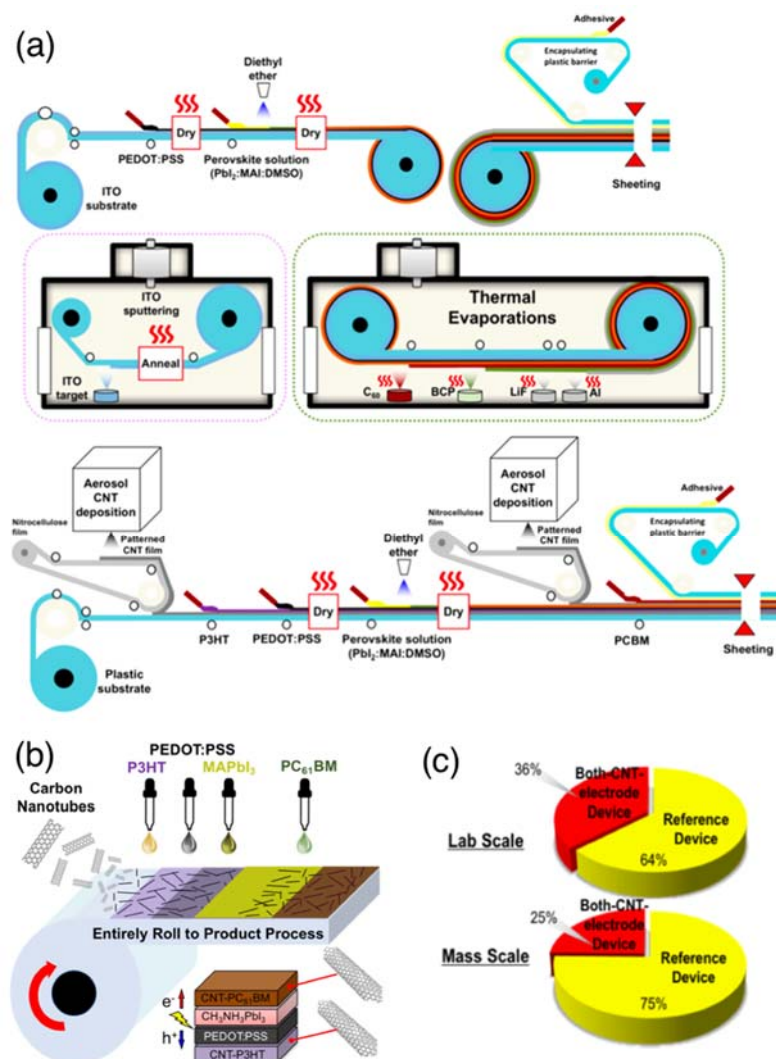 (a)
Diethyl
ether
Adhesive
Encapsulating
plastic barrier
Dry
Dry
PEDOT:PSS
Perovskite solution
(PbI₂:MAI:DMSO)
ITO
substrate
Sheeting
ITO
sputtering
Anneal
ITO
target
Thermal
Evaporations
C₆₀
BCP
LiF
Al
Aerosol
CNT
deposition
Nitrocellulose
film
Patterned
CNT film
Aerosol
CNT
deposition
Nitrocellulose
film
Patterned
CNT film
Diethyl
ether
Adhesive
Encapsulating
plastic barrier
Dry
Dry
P3HT
PEDOT:PSS
Perovskite solution
(PbI₂:MAI:DMSO)
PCBM
Sheeting
Plastic
substrate
(b)
PEDOT:PSS
P3HT
MAPbI₃
PC₆₁BM
Carbon
Nanotubes
Entirely Roll to Product Process
e⁻
h⁺
CNT-PC₆₁BM
CH₃NH₃PbI₃
PEDOT:PSS
CNT-P3HT
(c)
36%
Both-CNT-
electrode
Device
Reference
Device
64%
Lab Scale
25%
Both-CNT-
electrode
Device
Reference
Device
75%
Mass Scale